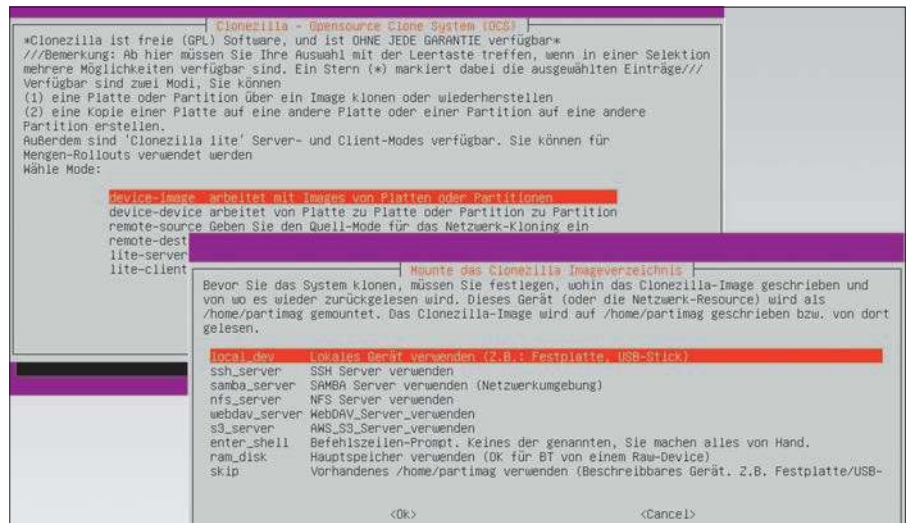 Clonezilla - Opensource Clone System (OCS)
*Clonezilla ist freie (GPL) Software, und ist OHNE JEDE GARANTIE verfügbar*
///Bemerkung: Ab hier müssen Sie Ihre Auswahl mit der Leertaste treffen, wenn in einer Selektion
mehrere Möglichkeiten verfügbar sind. Ein Stern (*) markiert dabei die ausgewählten Einträge///
Verfügbar sind zwei Modi, Sie können
(1) eine Platte oder Partition über ein Image klonen oder wiederherstellen
(2) eine Kopie einer Platte auf eine andere Platte oder einer Partition auf eine andere
Partition erstellen.
Außerdem sind 'Clonezilla lite' Server- und Client-Modes verfügbar. Sie können für
Mengen-Rollouts verwendet werden
Wähle Mode:
device-image arbeitet mit Images von Platten oder Partitionen
device-device arbeitet von Platte zu Platte oder Partition zu Partition
remote-source Geben Sie den Quell-Mode für das Netzwerk-Kloning ein
remote-dest
lite-server
lite-client
Mounte das Clonezilla Imageverzeichnis
Bevor Sie das System klonen, müssen Sie festlegen, wohin das Clonezilla-Image geschrieben und
von wo es wieder zurückgelesen wird. Dieses Gerät (oder die Netzwerk-Resource) wird als
/home/partimag gemountet. Das Clonezilla-Image wird auf /home/partimag geschrieben bzw. von dort
gelesen.
local_dev Lokales Gerät verwenden (Z.B.: Festplatte, USB-Stick)
ssh_server SSH Server verwenden
samba_server SAMBA Server verwenden (Netzwerkumgebung)
nfs_server NFS Server verwenden
webdav_server WebDAV_Server_verwenden
s3_server AWS_S3_Server_verwenden
enter_shell Befehlszeilen-Prompt. Keines der genannten, Sie machen alles von Hand.
ram_disk Hauptspeicher verwenden (OK für BT von einem Raw-Device)
skip Vorhandenes /home/partimag verwenden (Beschreibbares Gerät. Z.B. Festplatte/USB-
<Ok> <Cancel>